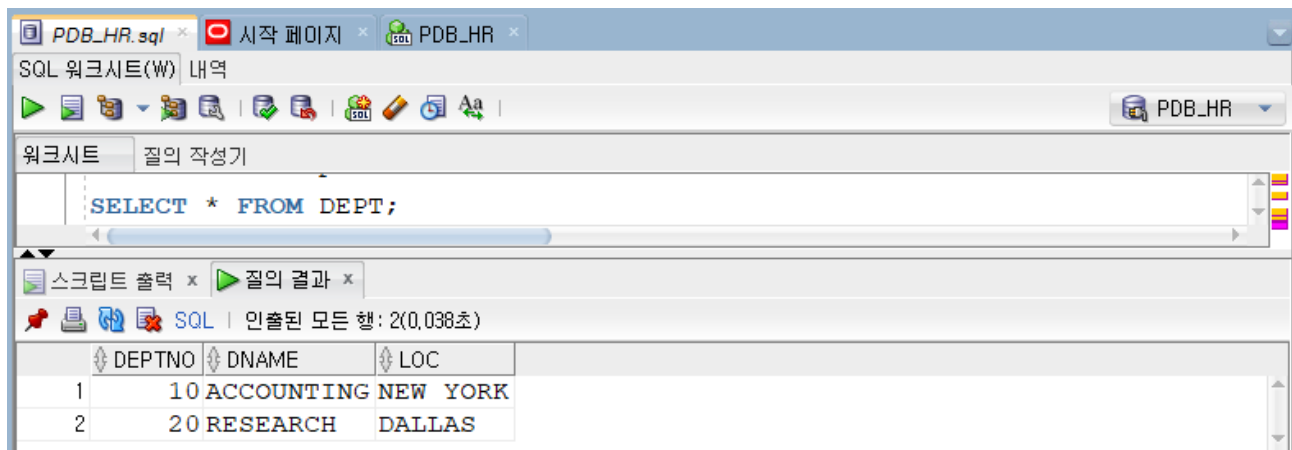 PDB_HR.sql × 시작 페이지 × PDB_HR ×
SQL 워크시트(W) 내역
PDB_HR
워크시트 질의 작성기
SELECT * FROM DEPT;
스크립트 출력 × 질의 결과 ×
SQL | 인출된 모든 행: 2(0,038초)
DEPTNO DNAME LOC
1 10 ACCOUNTING NEW YORK
2 20 RESEARCH DALLAS